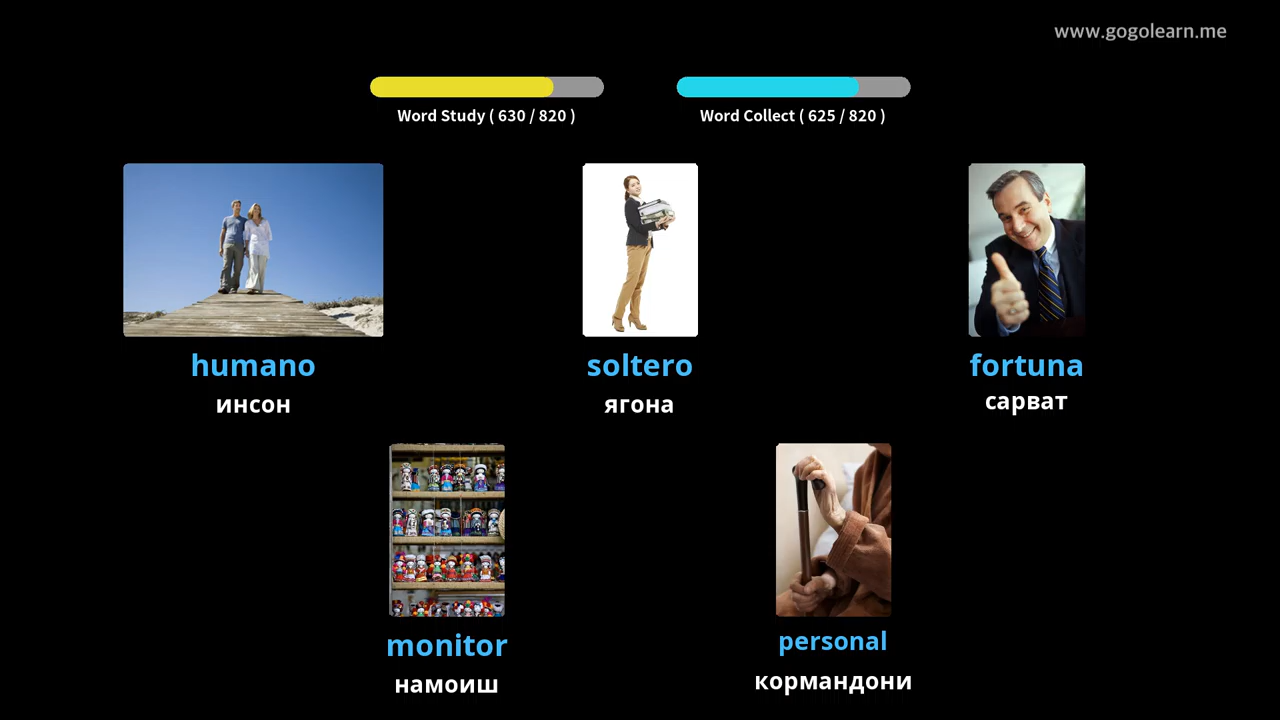 www.gogolearn.me
Word Study ( 630 / 820 )
Word Collect ( 625 / 820 )
humano
инсон
soltero
ягона
fortuna
сарват
monitor
намоиш
personal
кормандони